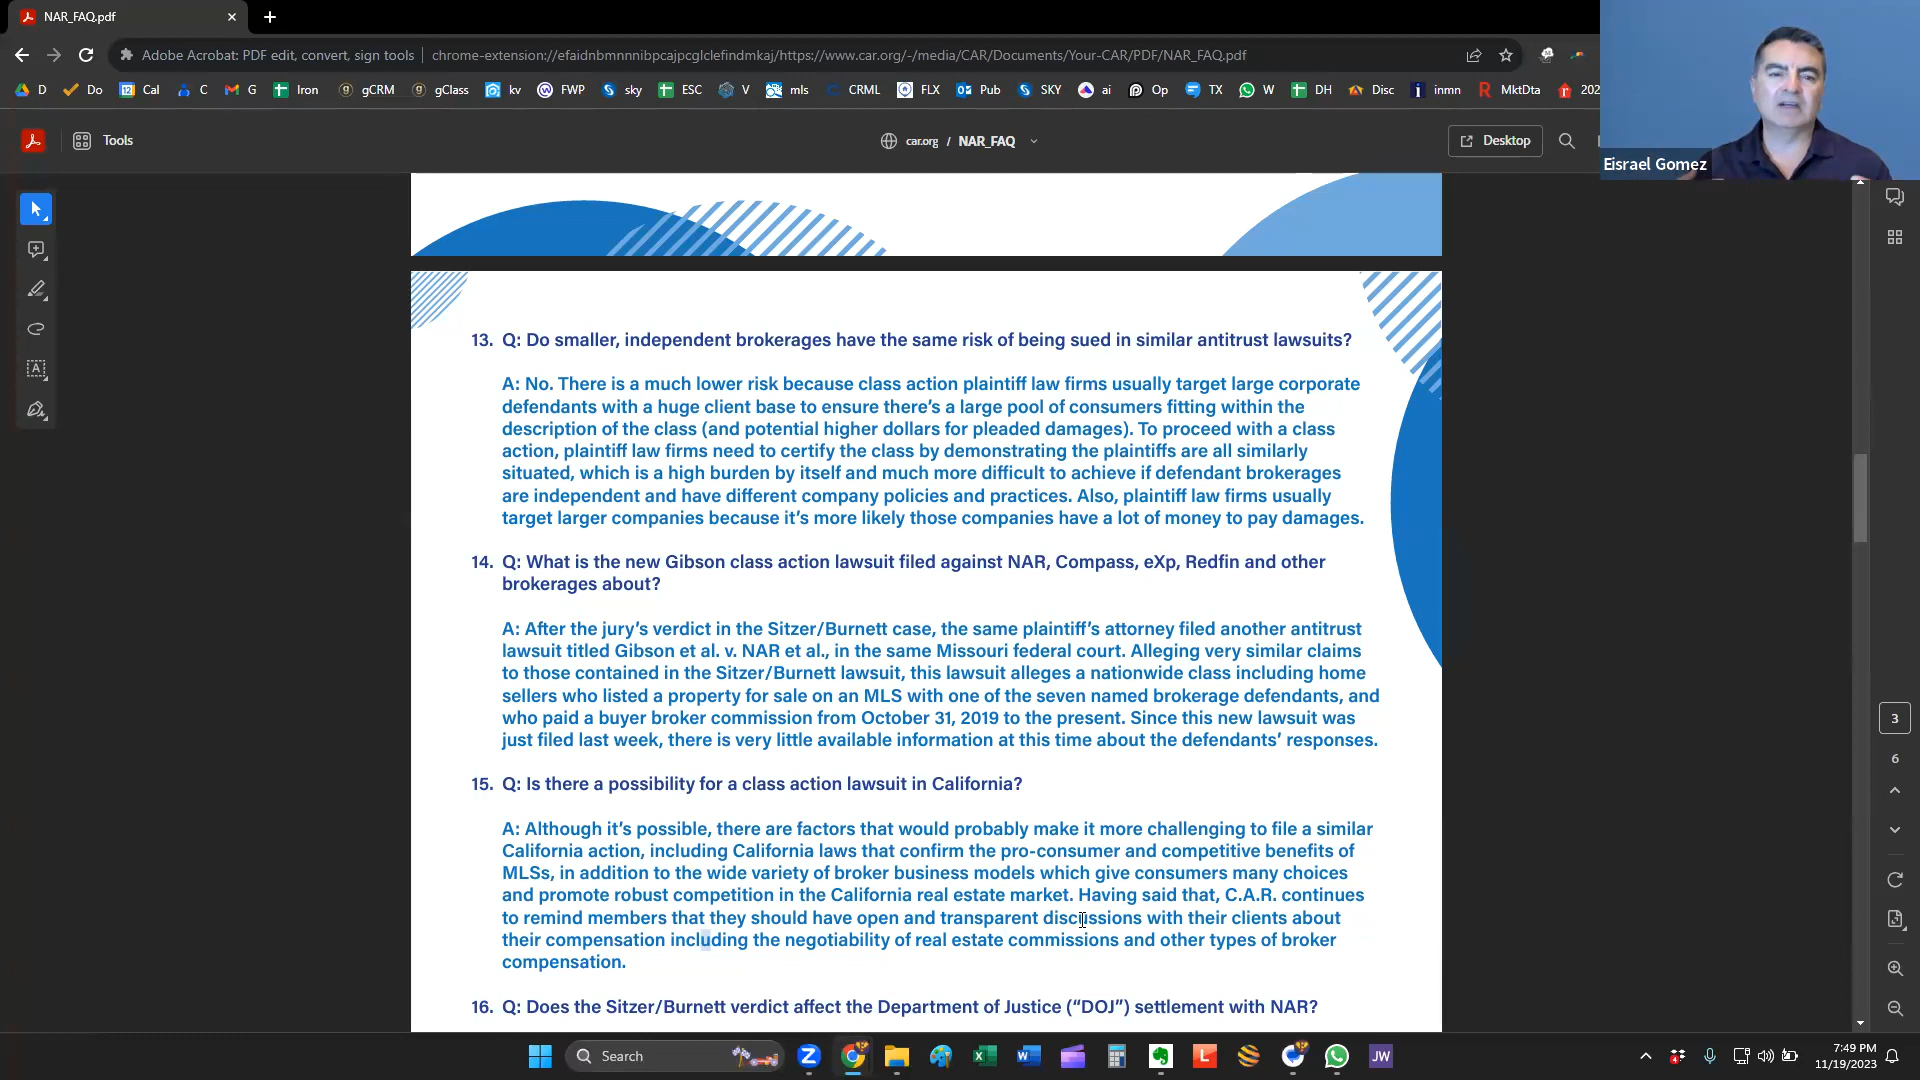 NAR_FAQ.pdf
Adobe Acrobat: PDF edit, convert, sign tools
chrome-extension://efaidnbmnnnibpcajpcglclefindmkaj/https://www.car.org/-/media/CAR/Documents/Your-CAR/PDF/NAR_FAQ.pdf
D Do Cal C G Iron gCRM gClass kv FWP sky ESC V mls CRML FLX Pub SKY ai Op TX W DH Disc inmn MktDta 202
Eisrael Gomez
Tools
car.org / NAR_FAQ
Desktop
13. Q: Do smaller, independent brokerages have the same risk of being sued in similar antitrust lawsuits?
A: No. There is a much lower risk because class action plaintiff law firms usually target large corporate
defendants with a huge client base to ensure there's a large pool of consumers fitting within the
description of the class (and potential higher dollars for pleaded damages). To proceed with a class
action, plaintiff law firms need to certify the class by demonstrating the plaintiffs are all similarly
situated, which is a high burden by itself and much more difficult to achieve if defendant brokerages
are independent and have different company policies and practices. Also, plaintiff law firms usually
target larger companies because it's more likely those companies have a lot of money to pay damages.
14. Q: What is the new Gibson class action lawsuit filed against NAR, Compass, eXp, Redfin and other
brokerages about?
A: After the jury's verdict in the Sitzer/Burnett case, the same plaintiff's attorney filed another antitrust
lawsuit titled Gibson et al. v. NAR et al., in the same Missouri federal court. Alleging very similar claims
to those contained in the Sitzer/Burnett lawsuit, this lawsuit alleges a nationwide class including home
sellers who listed a property for sale on an MLS with one of the seven named brokerage defendants, and
who paid a buyer broker commission from October 31, 2019 to the present. Since this new lawsuit was
just filed last week, there is very little available information at this time about the defendants' responses.
15. Q: Is there a possibility for a class action lawsuit in California?
A: Although it's possible, there are factors that would probably make it more challenging to file a similar
California action, including California laws that confirm the pro-consumer and competitive benefits of
MLSs, in addition to the wide variety of broker business models which give consumers many choices
and promote robust competition in the California real estate market. Having said that, C.A.R. continues
to remind members that they should have open and transparent discussions with their clients about
their compensation including the negotiability of real estate commissions and other types of broker
compensation.
16. Q: Does the Sitzer/Burnett verdict affect the Department of Justice ("DOJ") settlement with NAR?
3
6
Search
JW
7:49 PM
11/19/2023